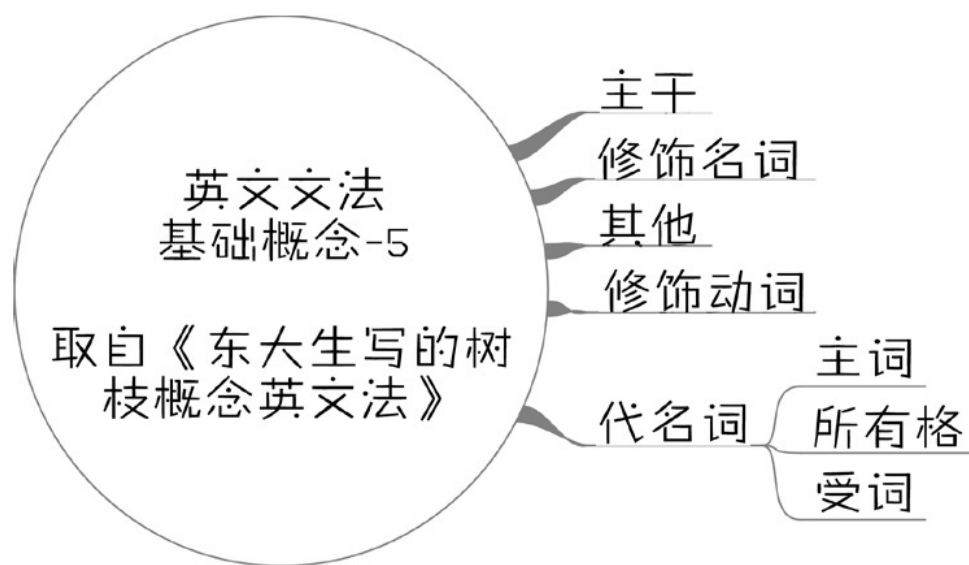 英文文法
基础概念-5
取自《东大生写的树
枝概念英文法》
主干
修饰名词
其他
修饰动词
代名词
主词
所有格
受词